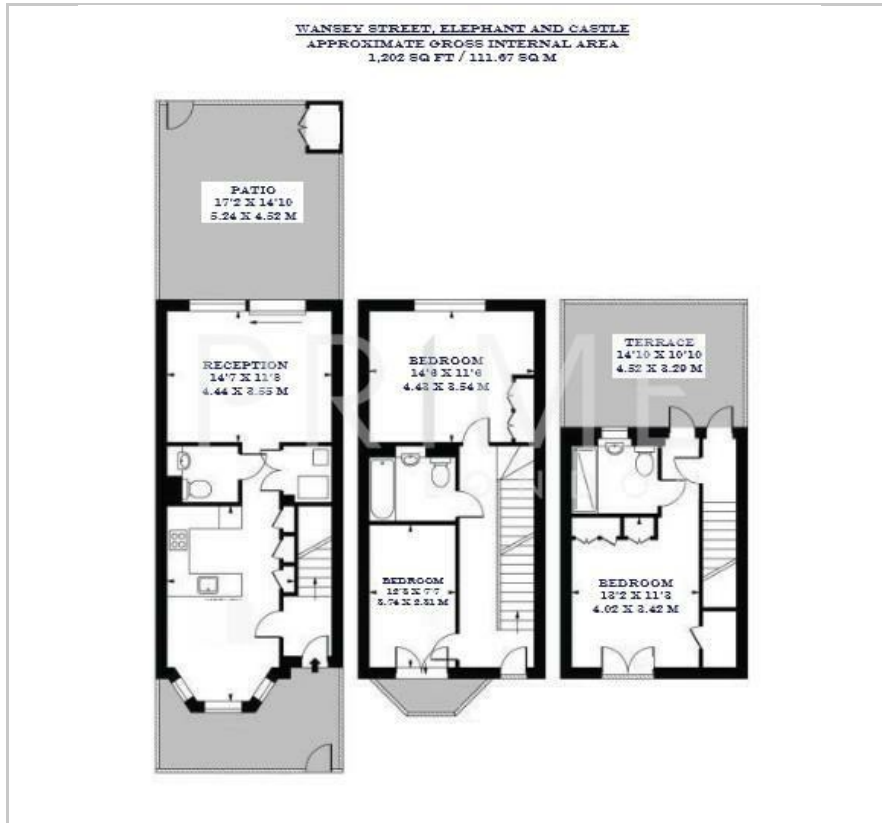 WANSEY STREET, ELEPHANT AND CASTLE
APPROXIMATE GROSS INTERNAL AREA
1,202 SQ FT / 111.67 SQ M
PATIO
17'2 X 14'10
5.24 X 4.52 M
RECEPTION
14'7 X 11'8
4.44 X 3.55 M
BEDROOM
14'6 X 11'6
4.43 X 3.54 M
TERRACE
14'10 X 10'10
4.52 X 3.29 M
PRIME
LONDO
BEDROOM
12'3 X 7'7
3.74 X 2.31 M
BEDROOM
13'2 X 11'3
4.02 X 3.42 M